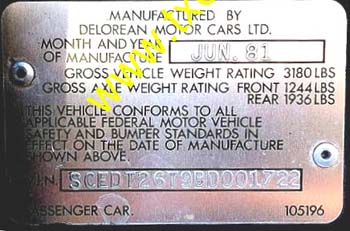 MANUFACTURED BY
DELOREAN MOTOR CARS LTD.
MONTH AND YEAR
OF MANUFACTURE JUN. 81
GROSS VEHICLE WEIGHT RATING 3180 LBS
GROSS AXLE WEIGHT RATING FRONT 1244 LBS
REAR 1936 LBS
THIS VEHICLE CONFORMS TO ALL
APPLICABLE FEDERAL MOTOR VEHICLE
SAFETY AND BUMPER STANDARDS IN
EFFECT ON THE DATE OF MANUFACTURE
SHOWN ABOVE.
V.I.N. SCEDT26T9BD001722
PASSENGER CAR. 105196